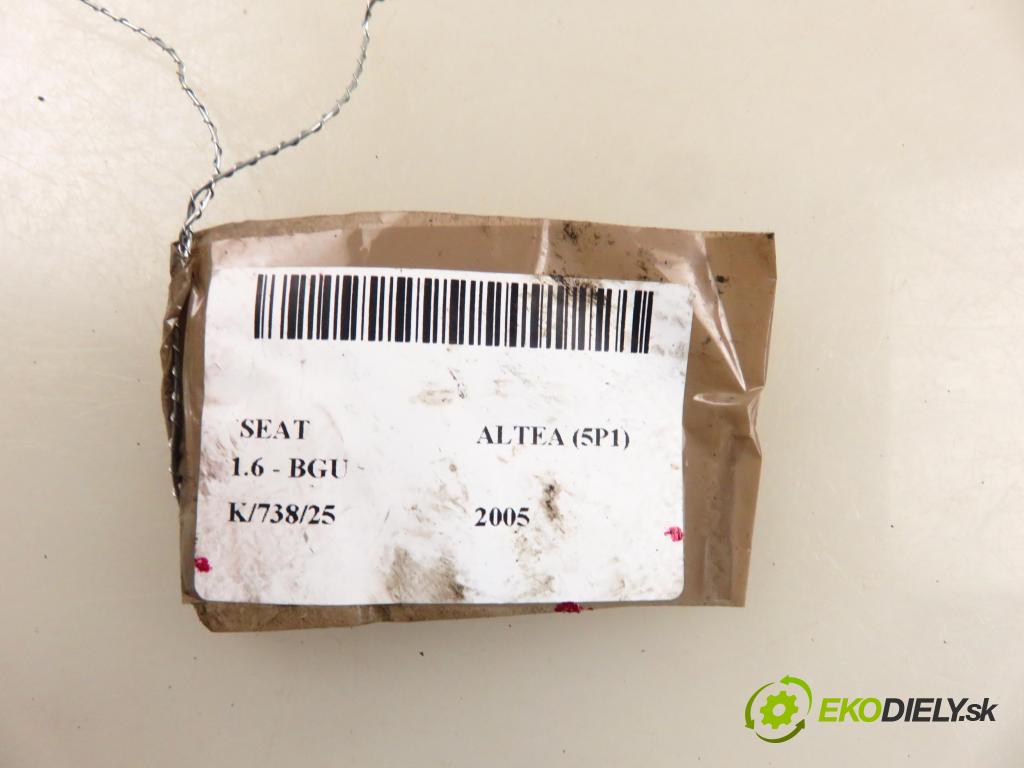 SEAT ALTEA (5P1)
1.6 - BGU
K/738/25 2005
EKODIELY.sk